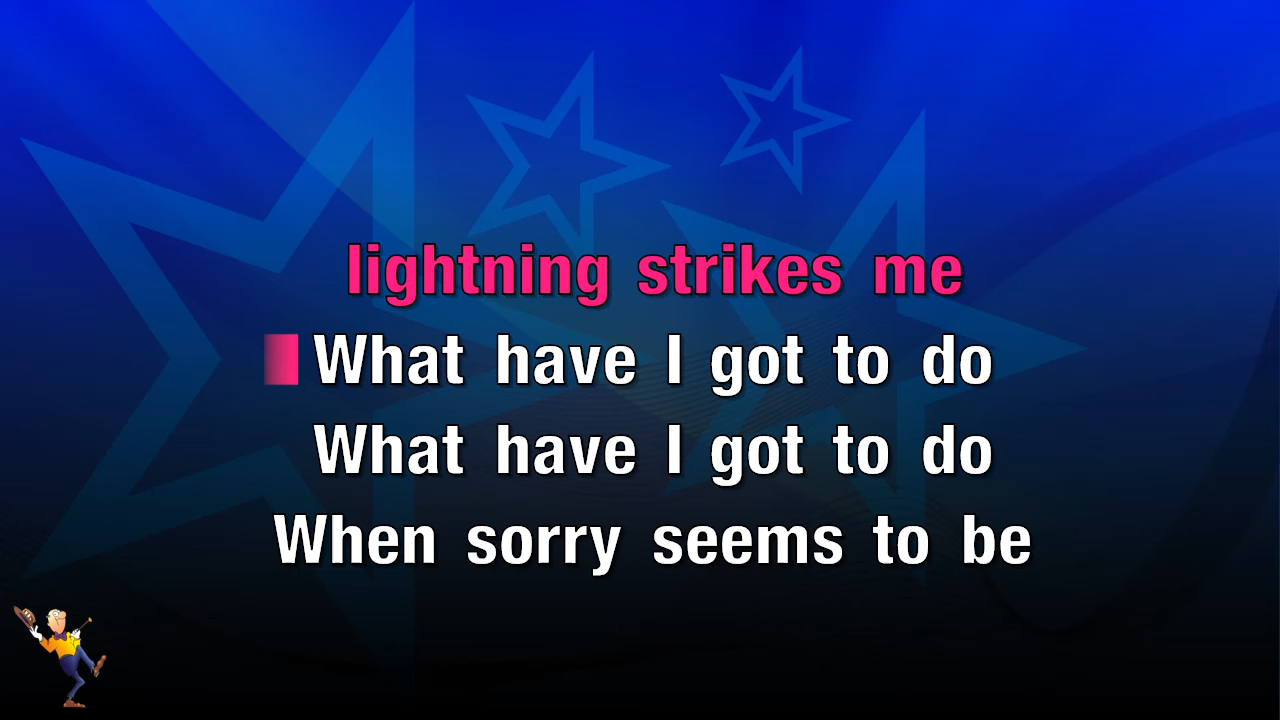 lightning strikes me
What have I got to do
What have I got to do
When sorry seems to be